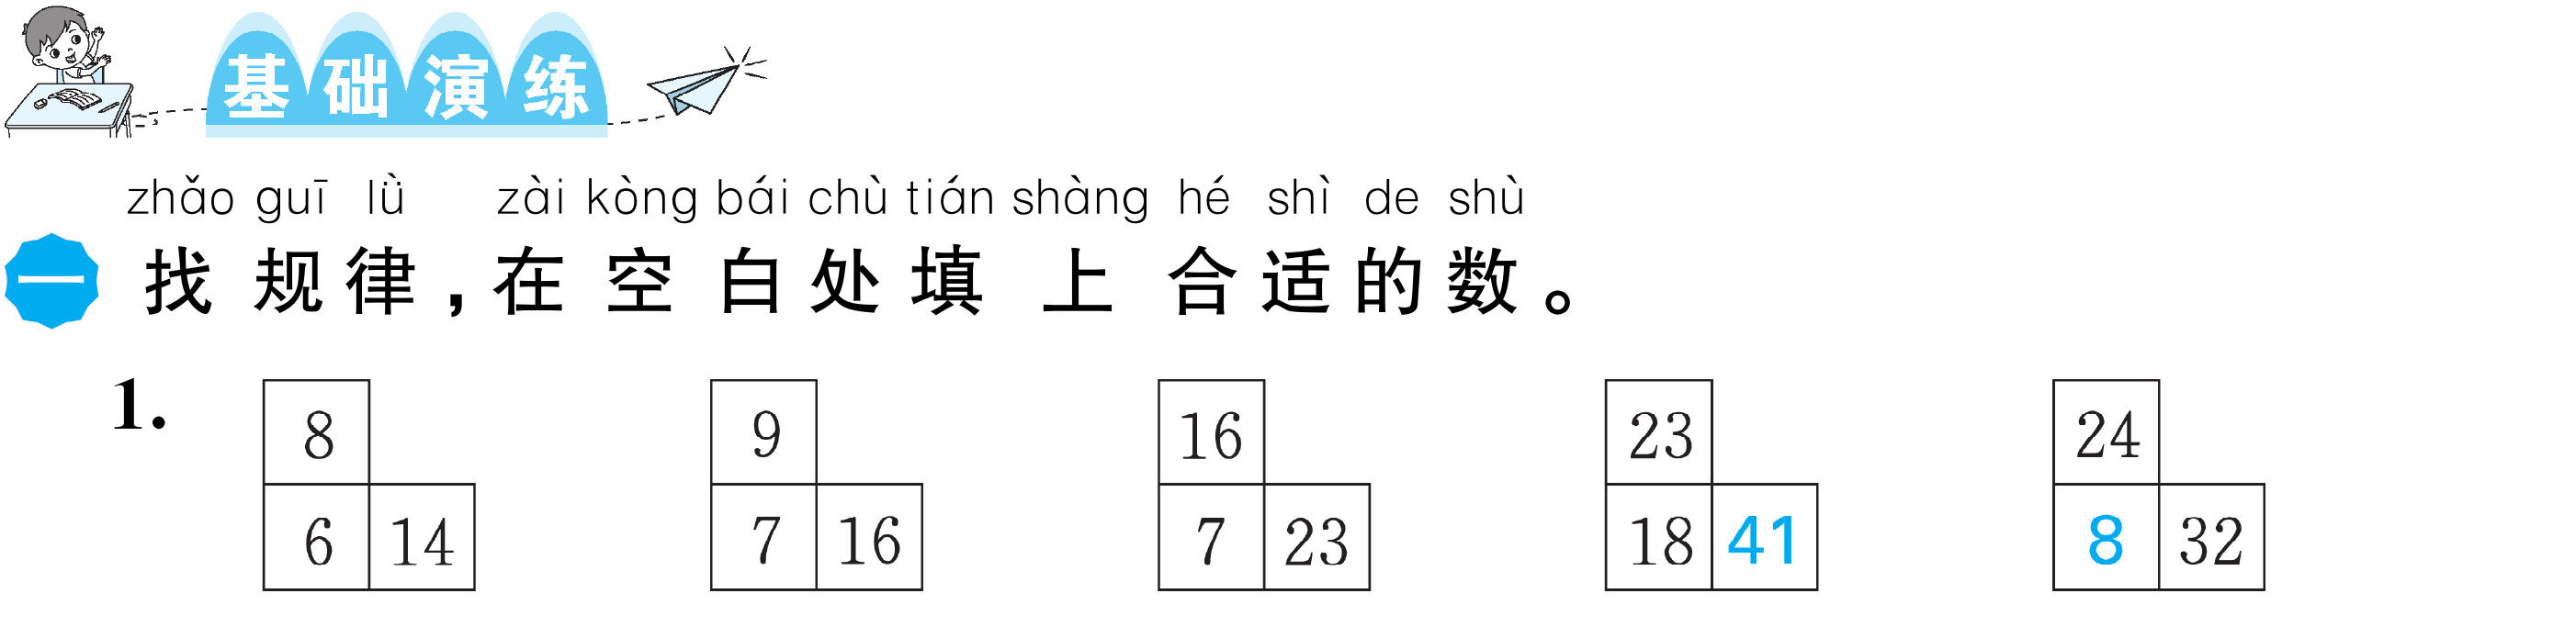 基础演练
zhǎo guī lǜ zài kòng bái chù tián shàng hé shì de shù
一 找规律，在空白处填上合适的数。
1. 8 9 16 23 24
6 14 7 16 7 23 18 41 8 32